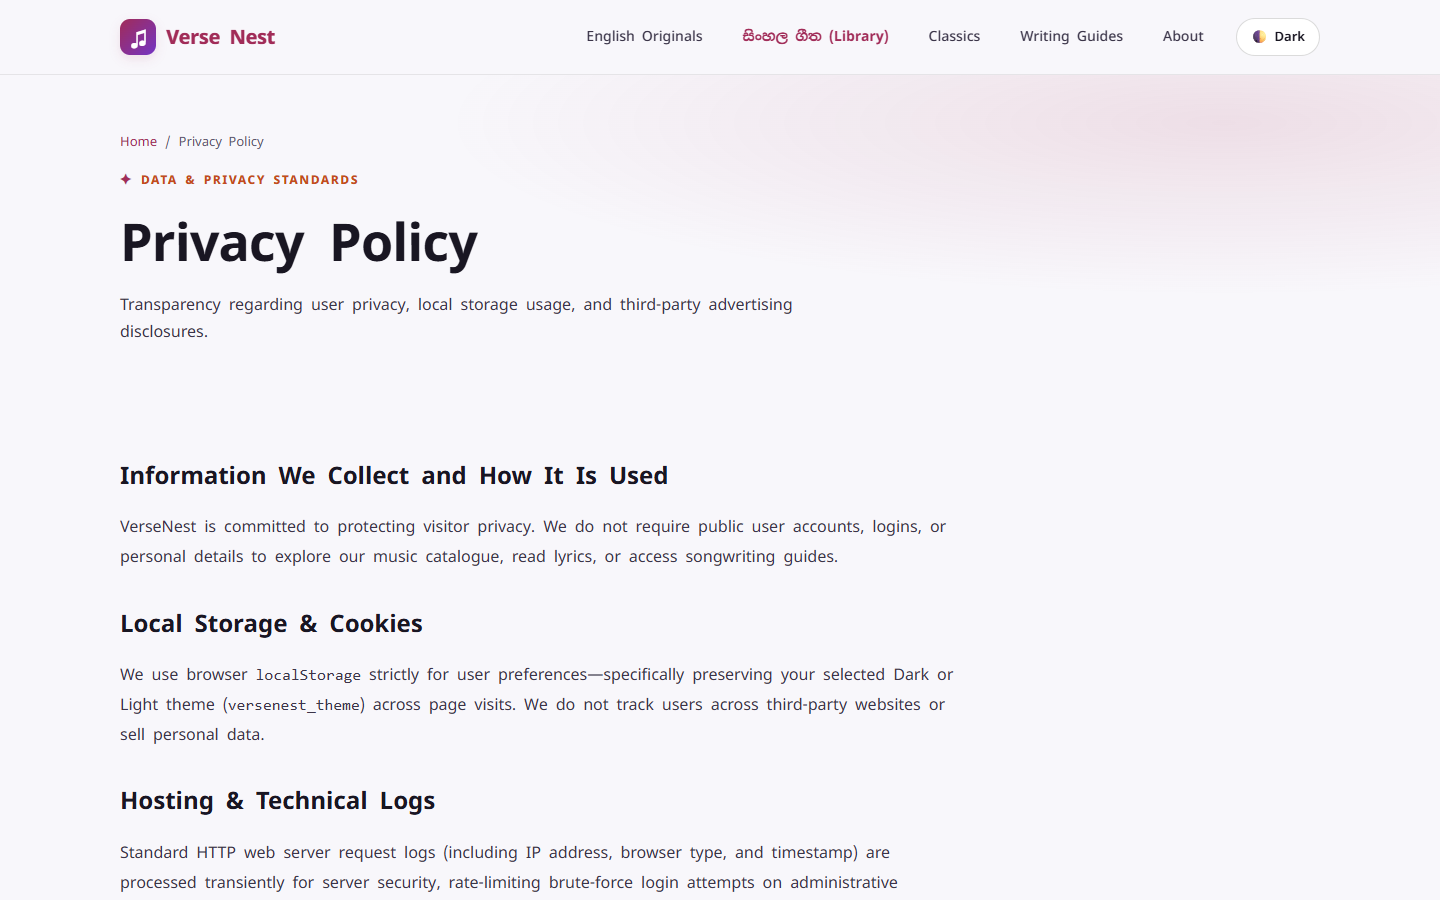 Verse Nest
English Originals
සිංහල ගීත (Library)
Classics
Writing Guides
About
Dark
Home / Privacy Policy
✦ DATA & PRIVACY STANDARDS
Privacy Policy
Transparency regarding user privacy, local storage usage, and third-party advertising
disclosures.
Information We Collect and How It Is Used
VerseNest is committed to protecting visitor privacy. We do not require public user accounts, logins, or
personal details to explore our music catalogue, read lyrics, or access songwriting guides.
Local Storage & Cookies
We use browser localStorage strictly for user preferences—specifically preserving your selected Dark or
Light theme (versenest_theme) across page visits. We do not track users across third-party websites or
sell personal data.
Hosting & Technical Logs
Standard HTTP web server request logs (including IP address, browser type, and timestamp) are
processed transiently for server security, rate-limiting brute-force login attempts on administrative